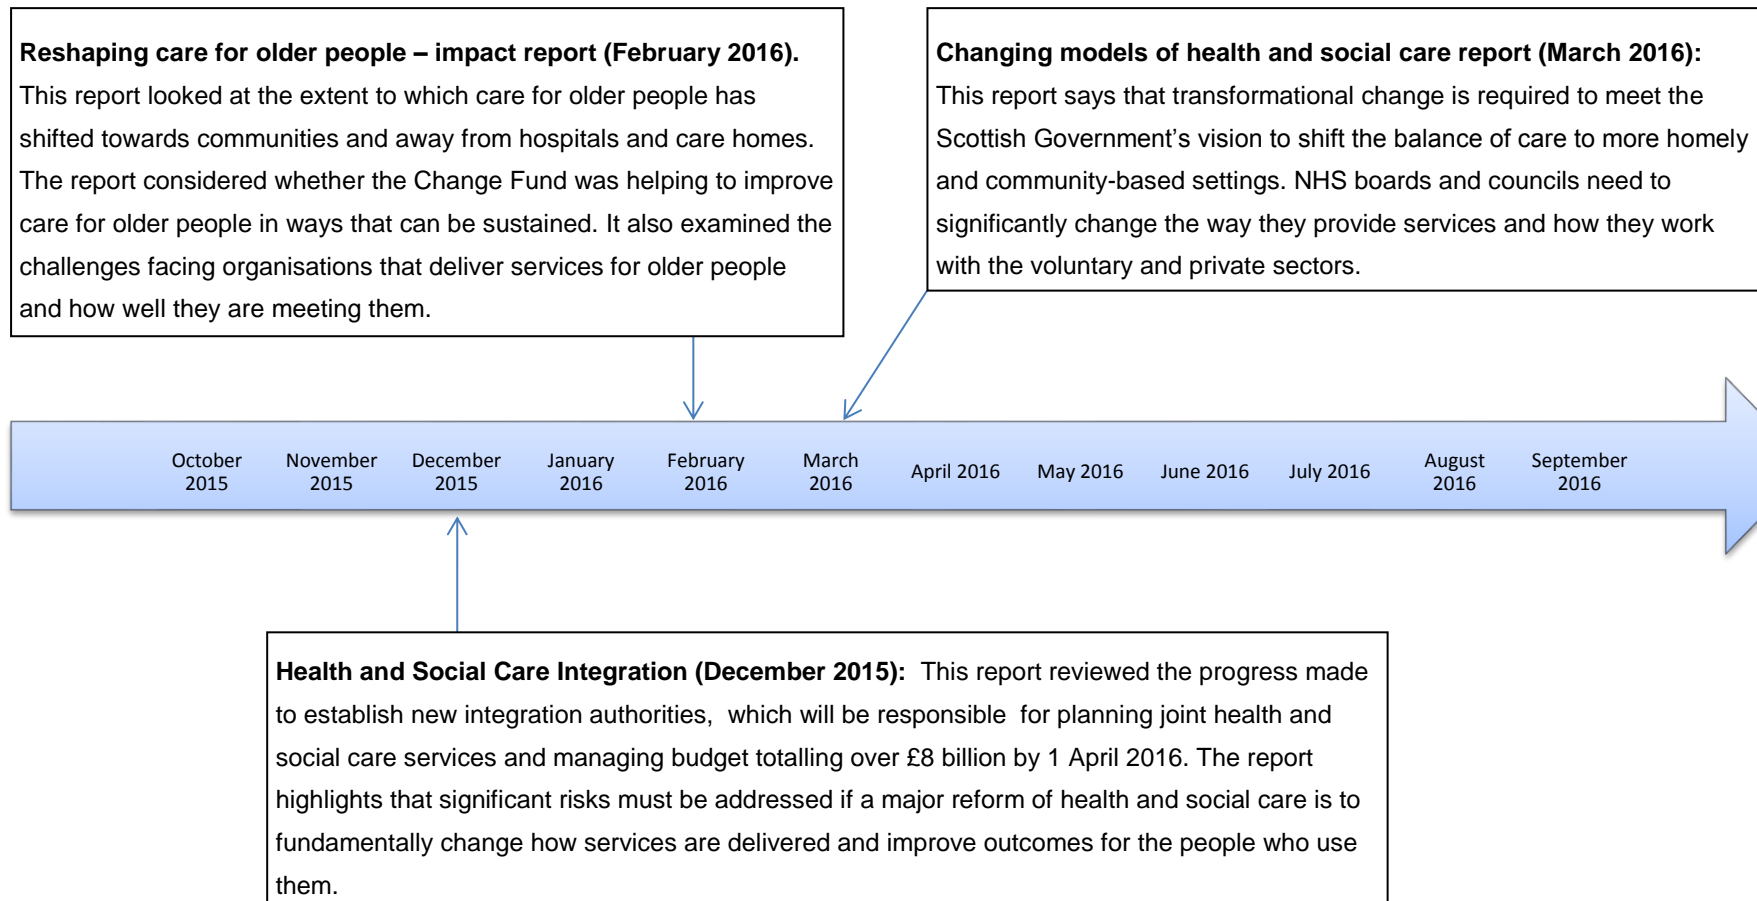 Reshaping care for older people – impact report (February 2016).
This report looked at the extent to which care for older people has
shifted towards communities and away from hospitals and care homes.
The report considered whether the Change Fund was helping to improve
care for older people in ways that can be sustained. It also examined the
challenges facing organisations that deliver services for older people
and how well they are meeting them.
Changing models of health and social care report (March 2016):
This report says that transformational change is required to meet the
Scottish Government’s vision to shift the balance of care to more homely
and community-based settings. NHS boards and councils need to
significantly change the way they provide services and how they work
with the voluntary and private sectors.
October
2015
November
2015
December
2015
January
2016
February
2016
March
2016
April 2016
May 2016
June 2016
July 2016
August
2016
September
2016
Health and Social Care Integration (December 2015): This report reviewed the progress made
to establish new integration authorities, which will be responsible for planning joint health and
social care services and managing budget totalling over £8 billion by 1 April 2016. The report
highlights that significant risks must be addressed if a major reform of health and social care is to
fundamentally change how services are delivered and improve outcomes for the people who use
them.